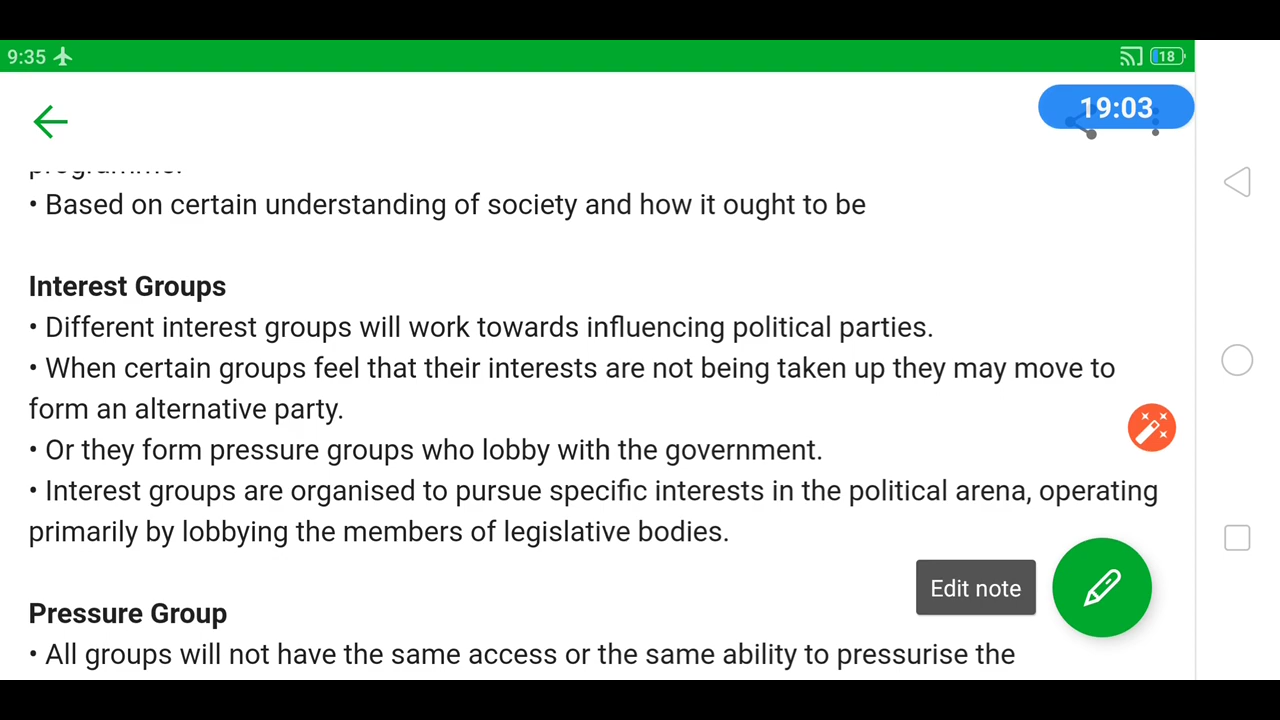 9:35
18
19:03
• Based on certain understanding of society and how it ought to be
Interest Groups
• Different interest groups will work towards influencing political parties.
• When certain groups feel that their interests are not being taken up they may move to
form an alternative party.
• Or they form pressure groups who lobby with the government.
• Interest groups are organised to pursue specific interests in the political arena, operating
primarily by lobbying the members of legislative bodies.
Edit note
Pressure Group
• All groups will not have the same access or the same ability to pressurise the